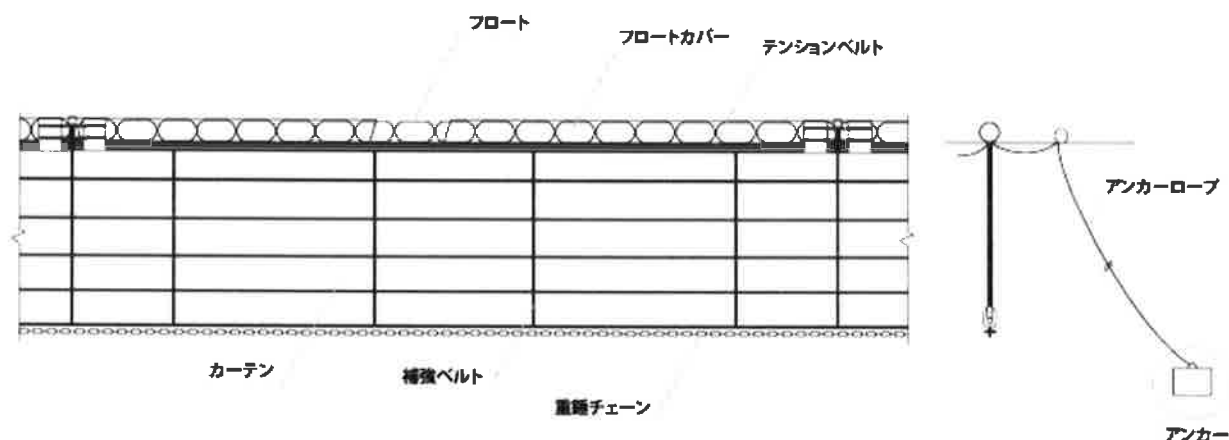 フロート
フロートカバー
テンションベルト
アンカーロープ
カーテン
補強ベルト
重錘チェーン
アンカー